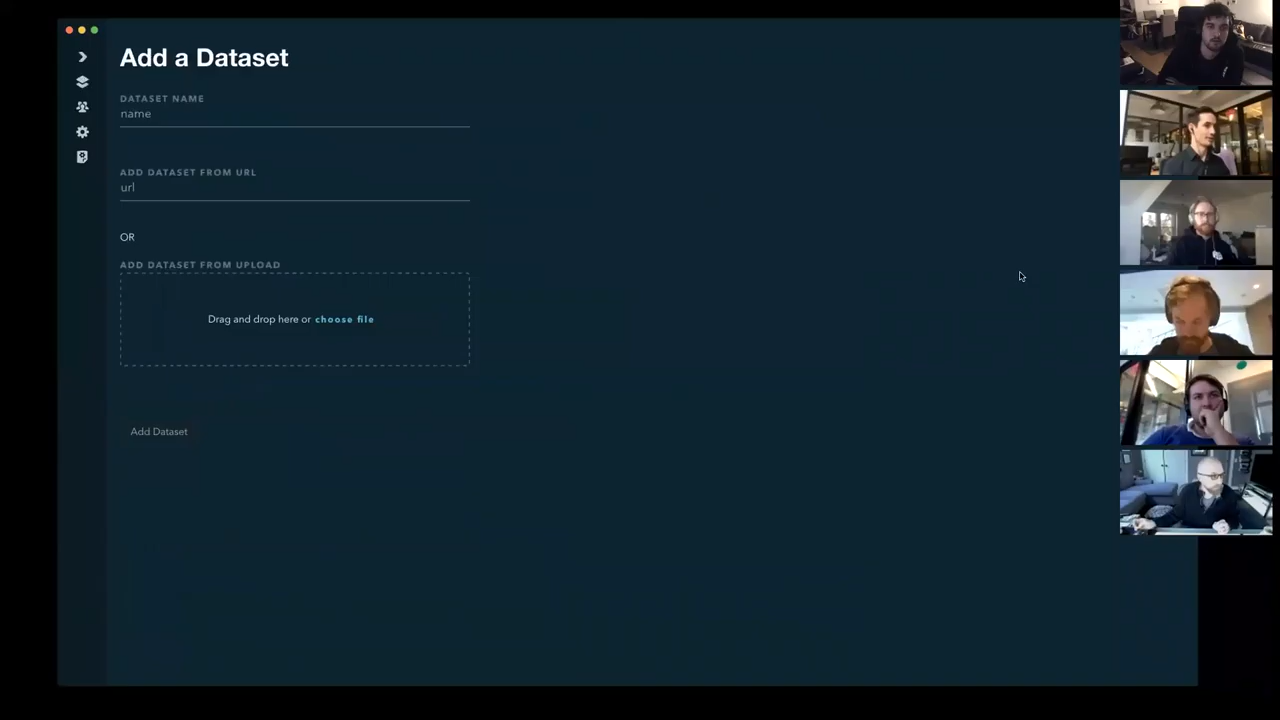 Add a Dataset
DATASET NAME
name
ADD DATASET FROM URL
url
OR
ADD DATASET FROM UPLOAD
Drag and drop here or choose file
Add Dataset